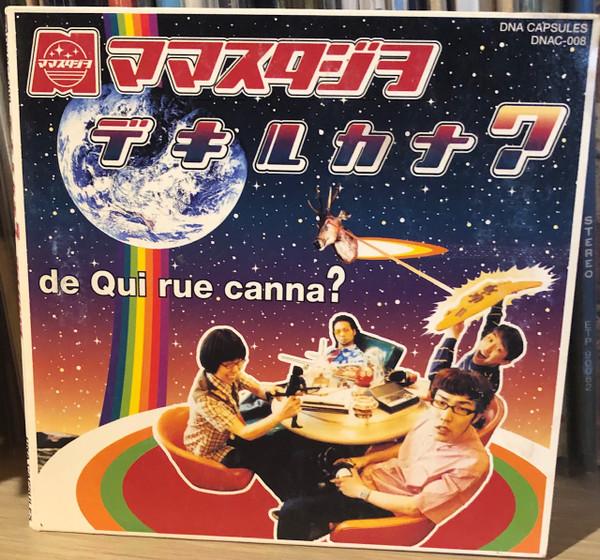 DNA CAPSULES
DNAC-008
ママスタジヲ
ママスタジヲ
デキルカナ?
de Qui rue canna?
STEREO